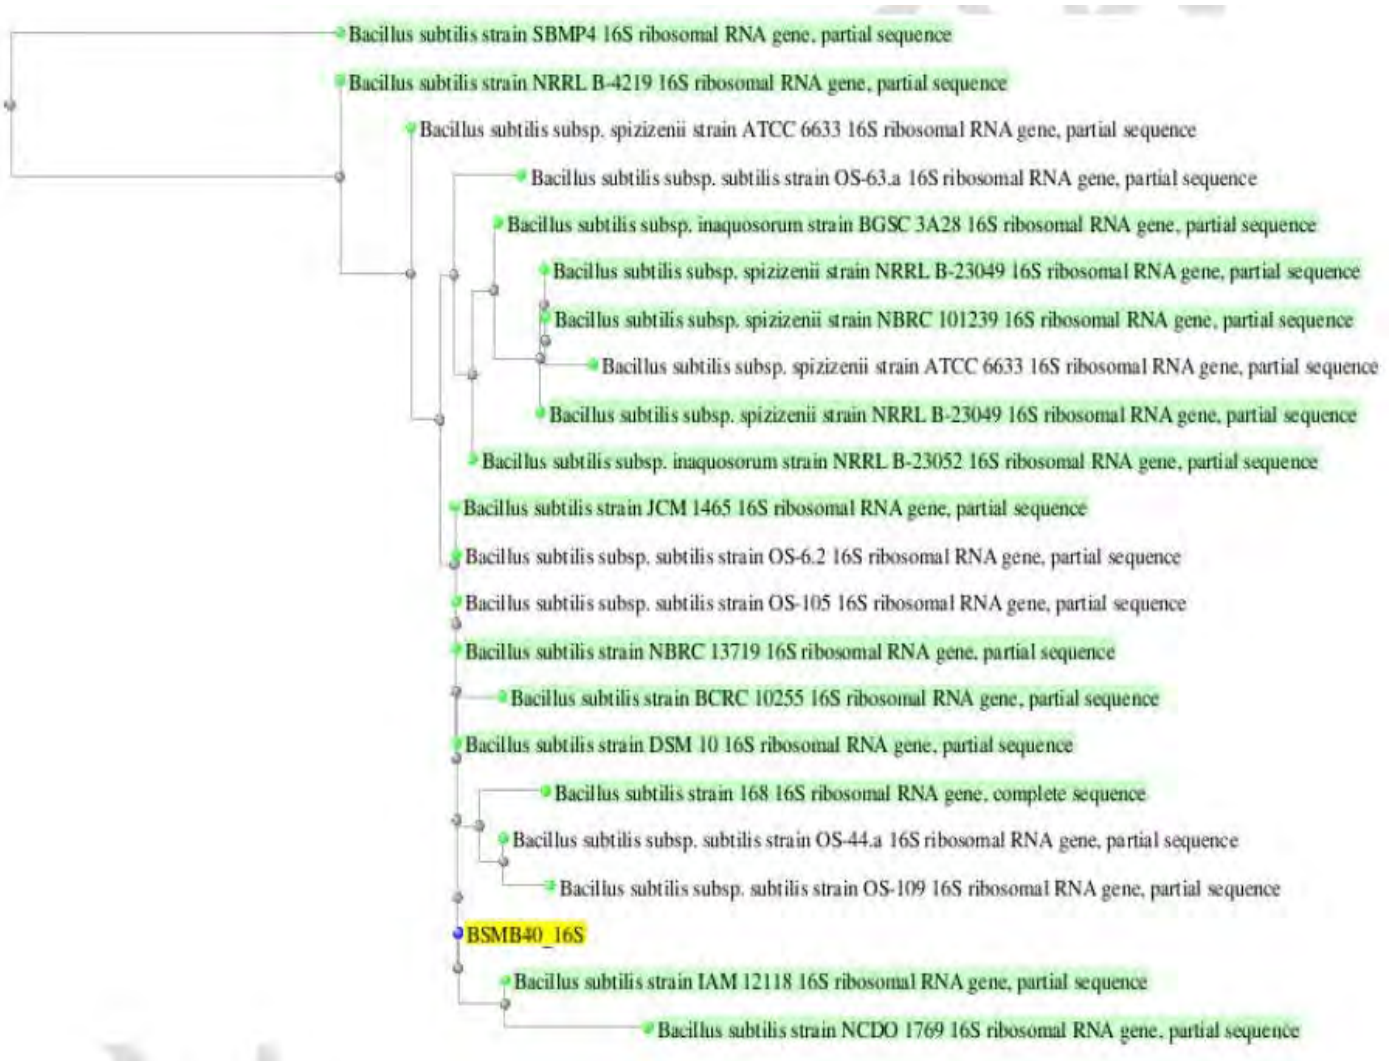 Bacillus subtilis strain SBMP4 16S ribosomal RNA gene, partial sequence
Bacillus subtilis strain NRRL B-4219 16S ribosomal RNA gene, partial sequence
Bacillus subtilis subsp. spizizenii strain ATCC 6633 16S ribosomal RNA gene, partial sequence
Bacillus subtilis subsp. subtilis strain OS-63.a 16S ribosomal RNA gene, partial sequence
Bacillus subtilis subsp. inaquosorum strain BGSC 3A28 16S ribosomal RNA gene, partial sequence
Bacillus subtilis subsp. spizizenii strain NRRL B-23049 16S ribosomal RNA gene, partial sequence
Bacillus subtilis subsp. spizizenii strain NBRC 101239 16S ribosomal RNA gene, partial sequence
Bacillus subtilis subsp. spizizenii strain ATCC 6633 16S ribosomal RNA gene, partial sequence
Bacillus subtilis subsp. spizizenii strain NRRL B-23049 16S ribosomal RNA gene, partial sequence
Bacillus subtilis subsp. inaquosorum strain NRRL B-23052 16S ribosomal RNA gene, partial sequence
Bacillus subtilis strain JCM 1465 16S ribosomal RNA gene, partial sequence
Bacillus subtilis subsp. subtilis strain OS-6.2 16S ribosomal RNA gene, partial sequence
Bacillus subtilis subsp. subtilis strain OS-105 16S ribosomal RNA gene, partial sequence
Bacillus subtilis strain NBRC 13719 16S ribosomal RNA gene, partial sequence
Bacillus subtilis strain BCRC 10255 16S ribosomal RNA gene, partial sequence
Bacillus subtilis strain DSM 10 16S ribosomal RNA gene, partial sequence
Bacillus subtilis strain 168 16S ribosomal RNA gene, complete sequence
Bacillus subtilis subsp. subtilis strain OS-44.a 16S ribosomal RNA gene, partial sequence
Bacillus subtilis subsp. subtilis strain OS-109 16S ribosomal RNA gene, partial sequence
BSMB40_16S
Bacillus subtilis strain IAM 12118 16S ribosomal RNA gene, partial sequence
Bacillus subtilis strain NCDO 1769 16S ribosomal RNA gene, partial sequence